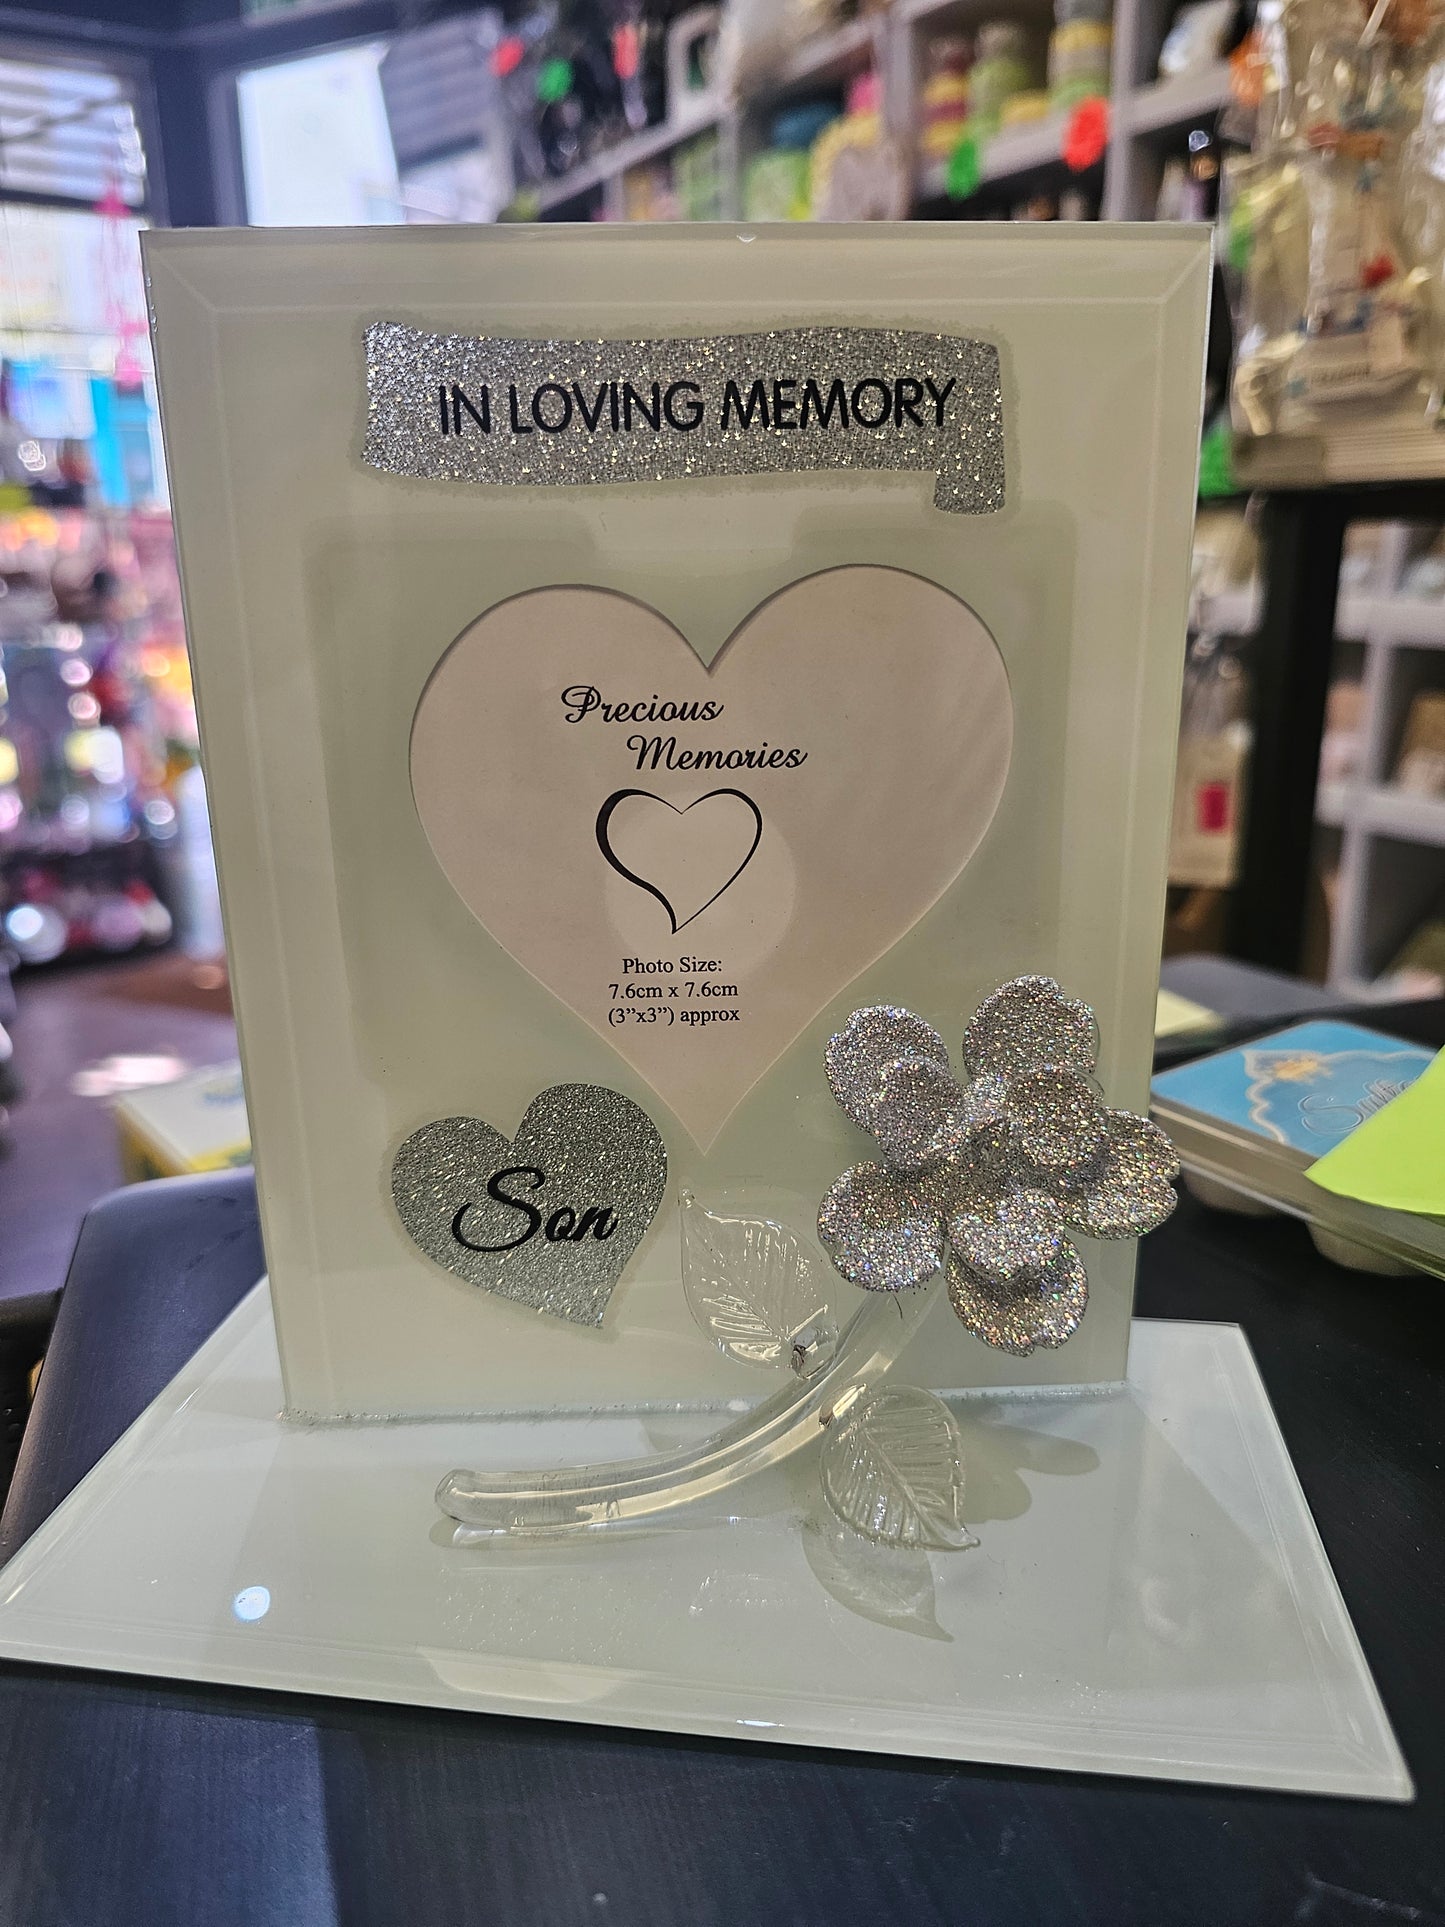 IN LOVING MEMORY
Precious
Memories
Photo Size:
7.6cm x 7.6cm
(3”x3”) approx
Son